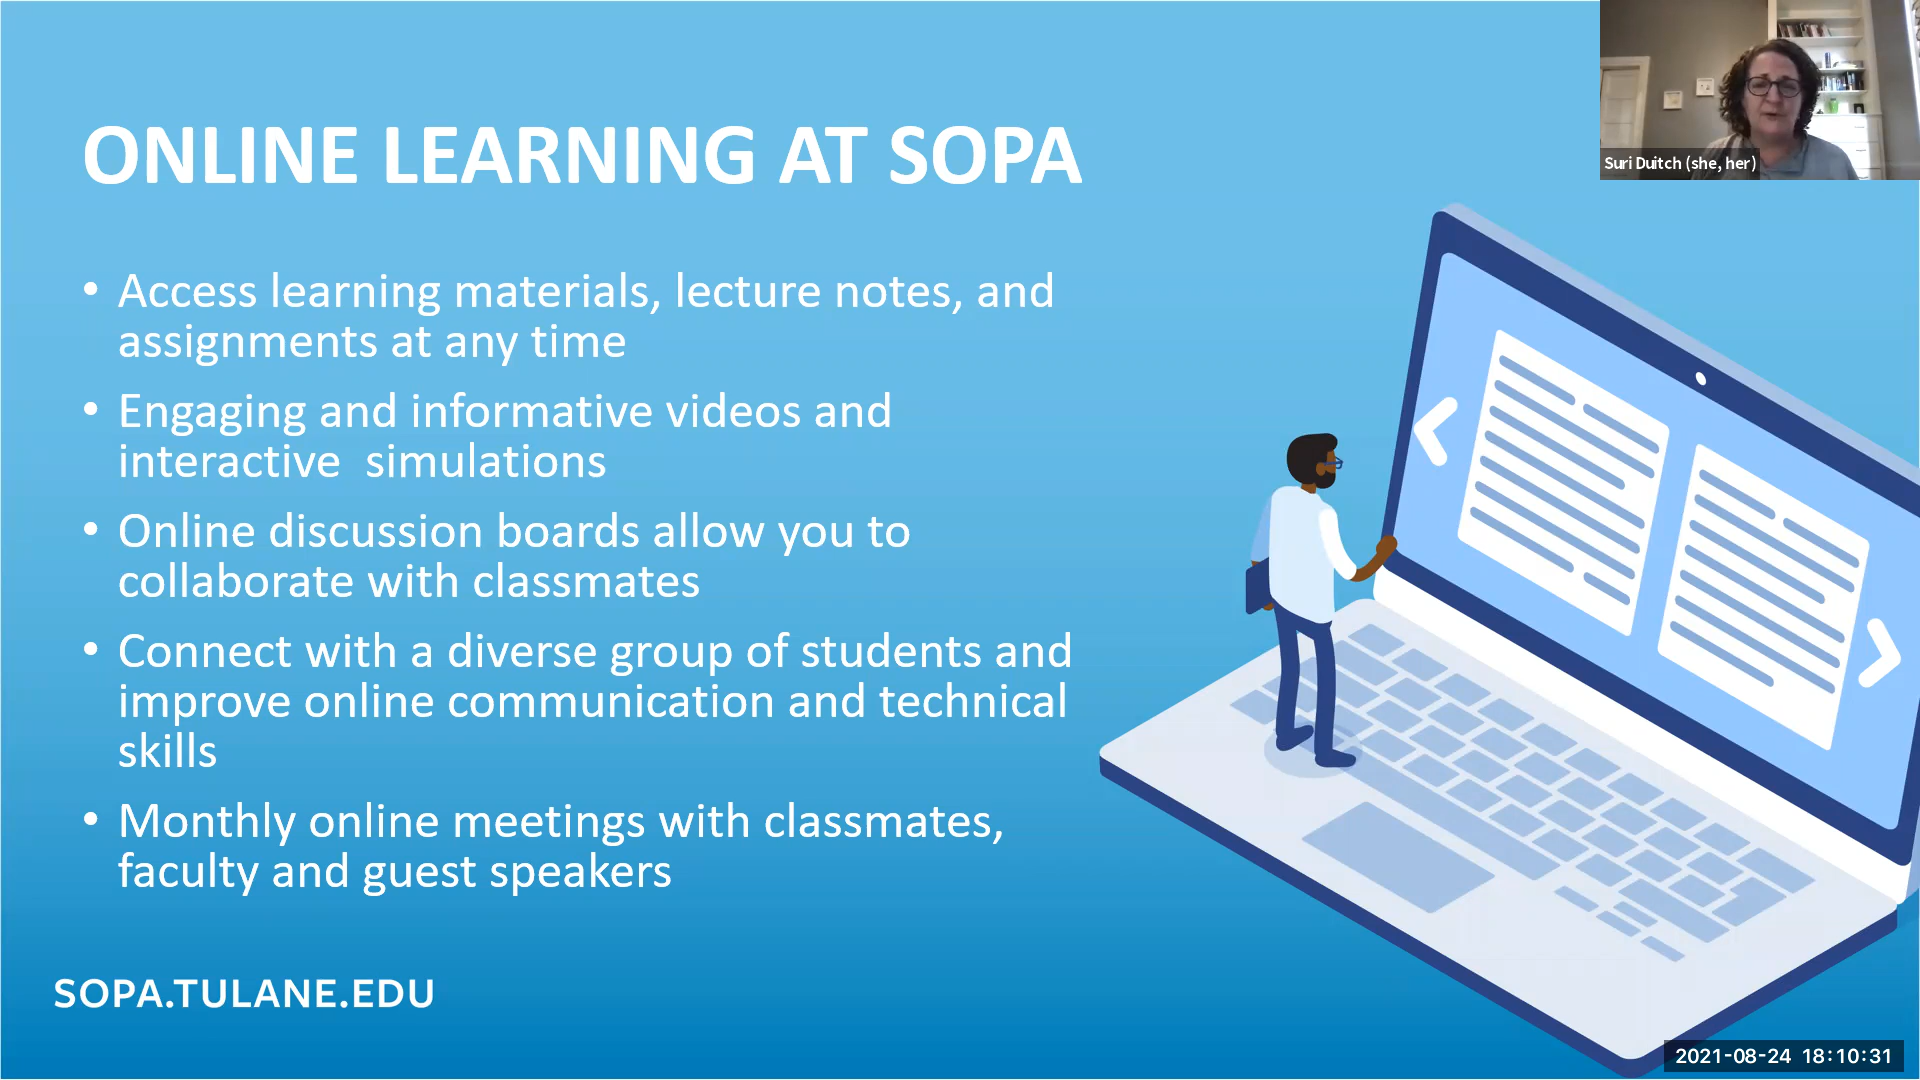 ONLINE LEARNING AT SOPA
• Access learning materials, lecture notes, and
assignments at any time
• Engaging and informative videos and
interactive  simulations
• Online discussion boards allow you to
collaborate with classmates
• Connect with a diverse group of students and
improve online communication and technical
skills
• Monthly online meetings with classmates,
faculty and guest speakers
SOPA.TULANE.EDU
Suri Duitch (she, her)
2021-08-24 18:10:31